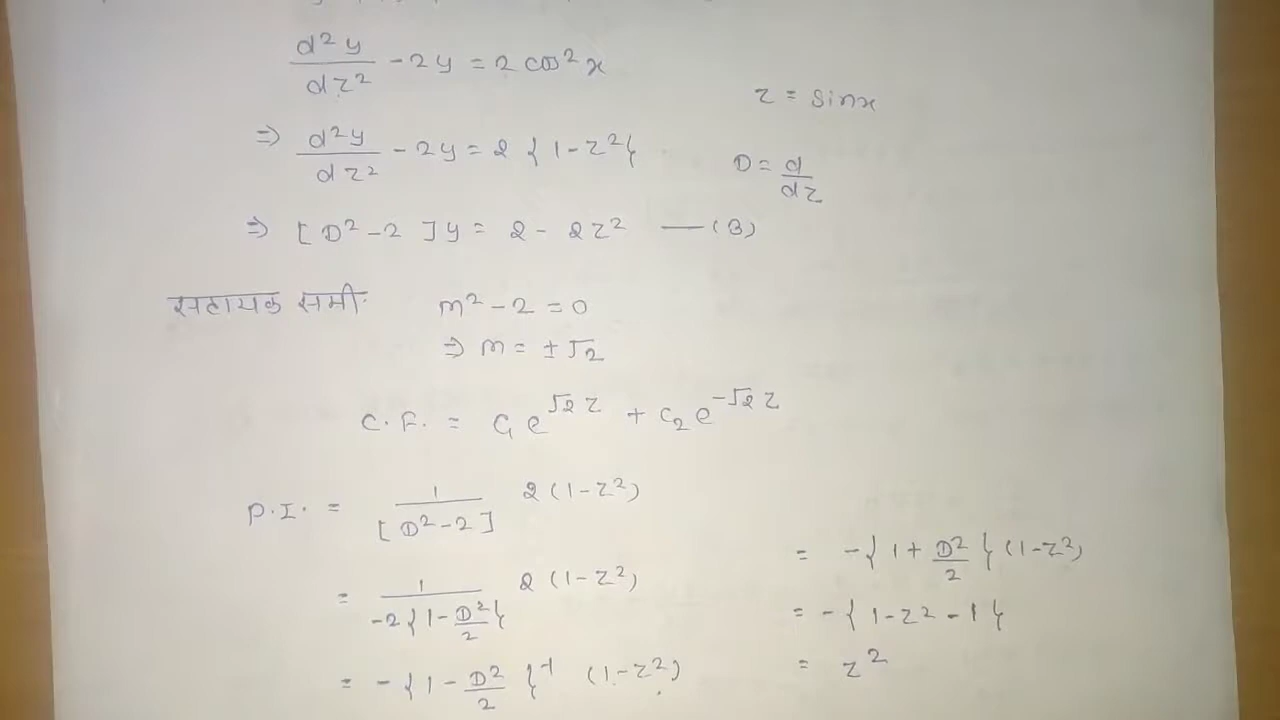 d²y/dz² - 2y = 2 cos²x
z = sinx
⇒ d²y/dz² - 2y = 2 { 1 - z² }
D = d/dz
⇒ [ D² - 2 ] y = 2 - 2z² — (3)
सहायक समी. m² - 2 = 0
⇒ m = ± √2
C.F. = C₁ e^{√2 z} + C₂ e^{-√2 z}
P.I. = 1/[ D² - 2 ] 2 (1 - z²)
= 1/(-2 { 1 - D²/2 }) 2 (1 - z²)
= - { 1 - D²/2 }⁻¹ (1 - z²)
= - { 1 + D²/2 } (1 - z²)
= - { 1 - z² - 1 }
= z²